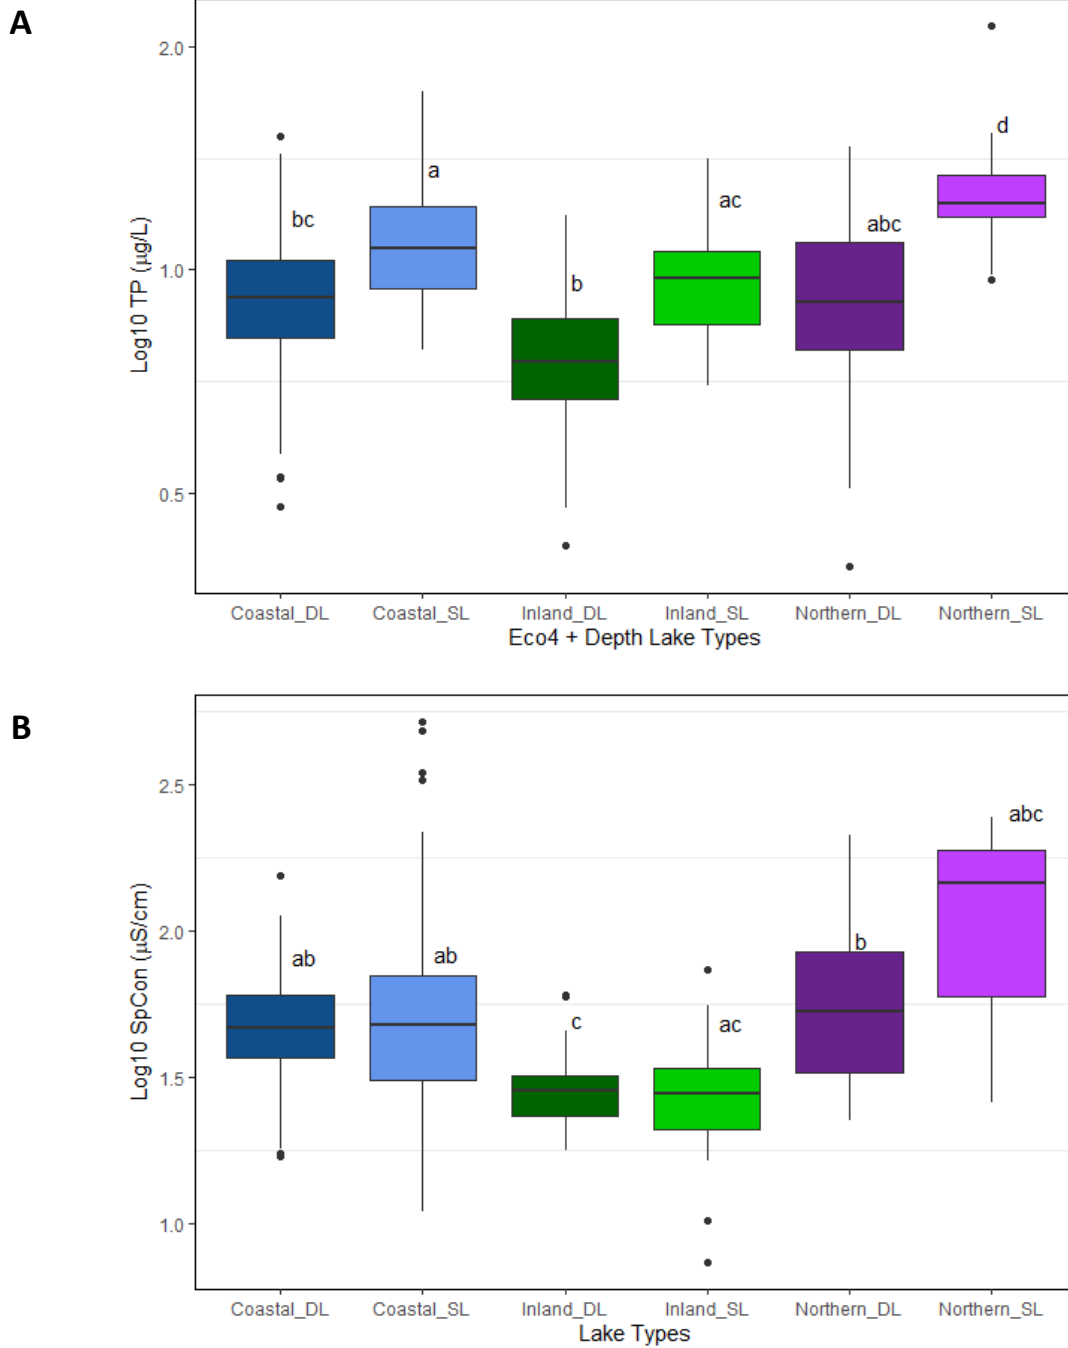 A
2.0
1.0
0.5
Log10 TP (µg/L)
bc
a
b
ac
abc
d
Coastal_DL Coastal_SL Inland_DL Inland_SL Northern_DL Northern_SL
Eco4 + Depth Lake Types
B
2.5
2.0
1.5
1.0
Log10 SpCon (µS/cm)
ab
ab
c
ac
b
abc
Coastal_DL Coastal_SL Inland_DL Inland_SL Northern_DL Northern_SL
Lake Types